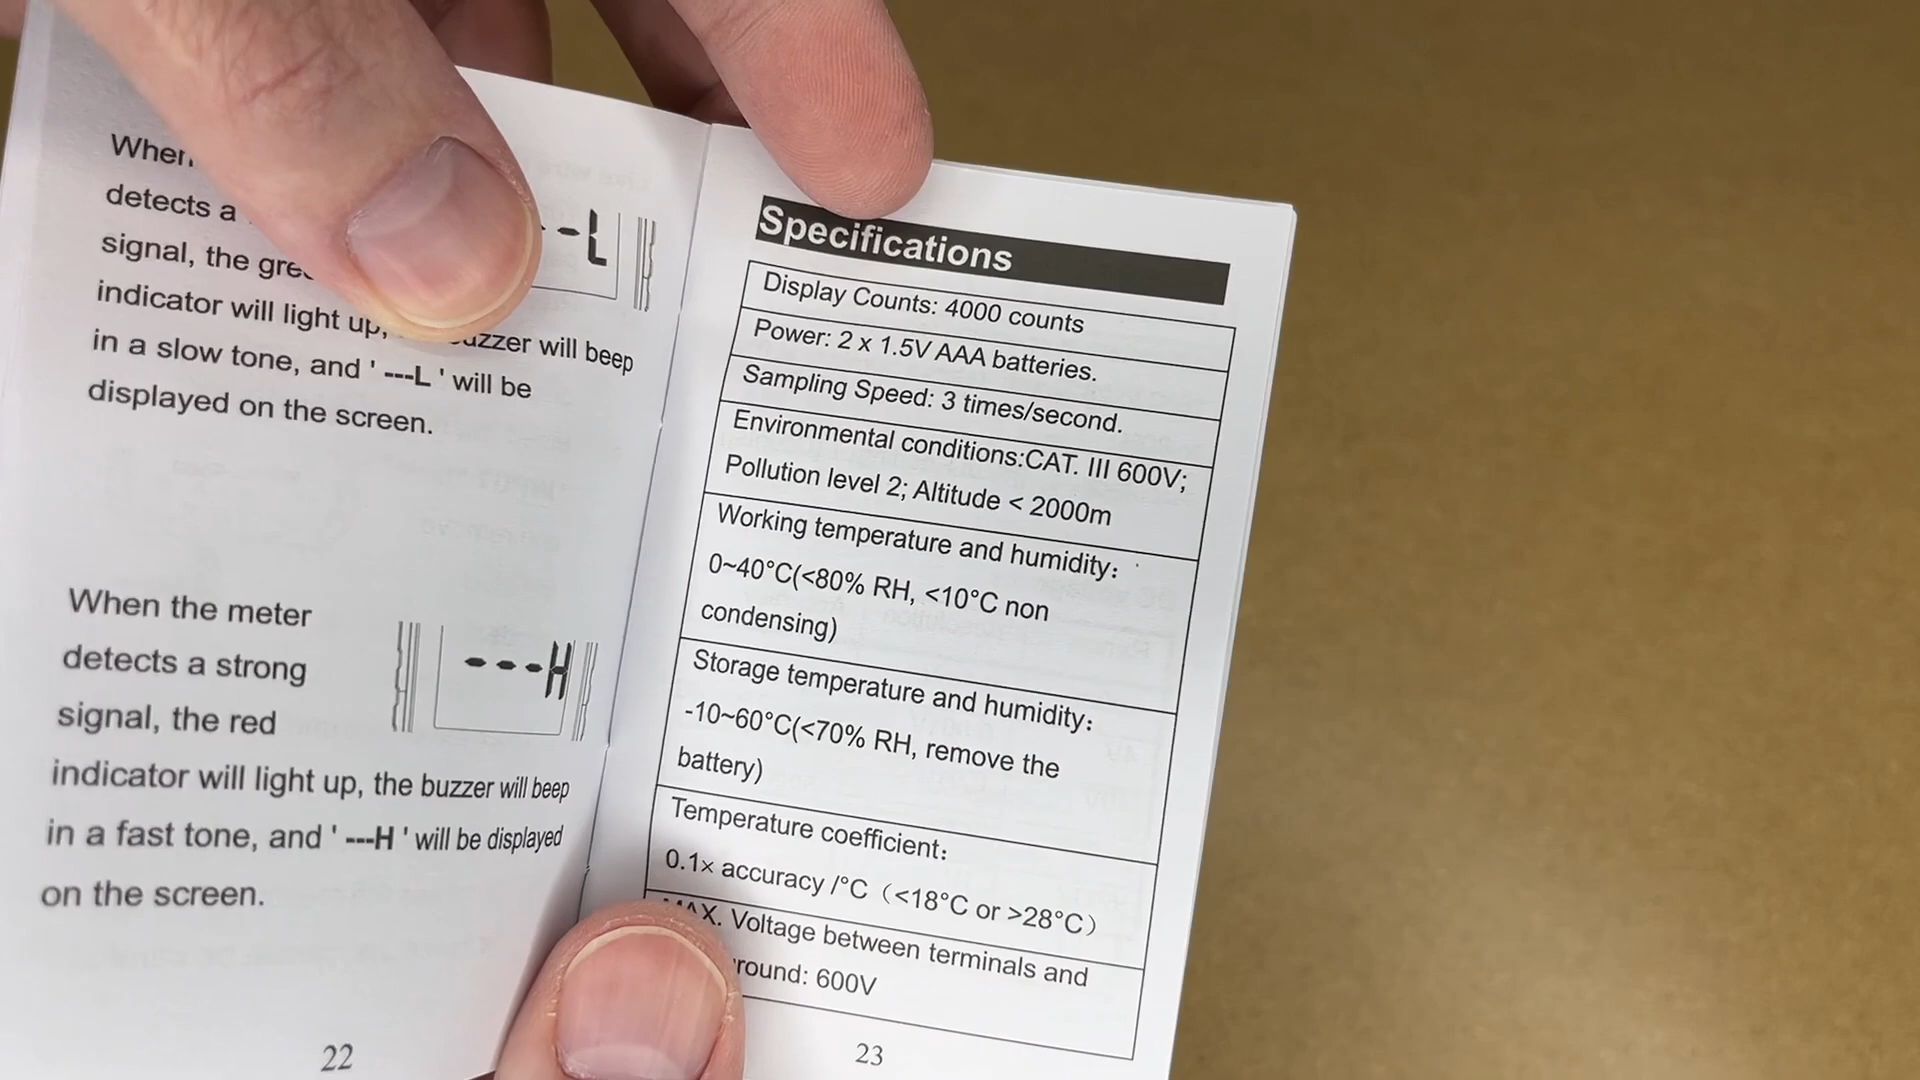 When
detects a
--L
signal, the gree
indicator will light up, buzzer will beep
in a slow tone, and ' ---L ' will be
displayed on the screen.
When the meter
detects a strong
---H
signal, the red
indicator will light up, the buzzer will beep
in a fast tone, and ' ---H ' will be displayed
on the screen.
22
Specifications
Display Counts: 4000 counts
Power: 2 x 1.5V AAA batteries.
Sampling Speed: 3 times/second.
Environmental conditions:CAT. III 600V;
Pollution level 2; Altitude < 2000m
Working temperature and humidity:
0~40°C(<80% RH, <10°C non
condensing)
Storage temperature and humidity:
-10~60°C(<70% RH, remove the
battery)
Temperature coefficient:
0.1× accuracy /°C（<18°C or >28°C）
MAX. Voltage between terminals and
round: 600V
23